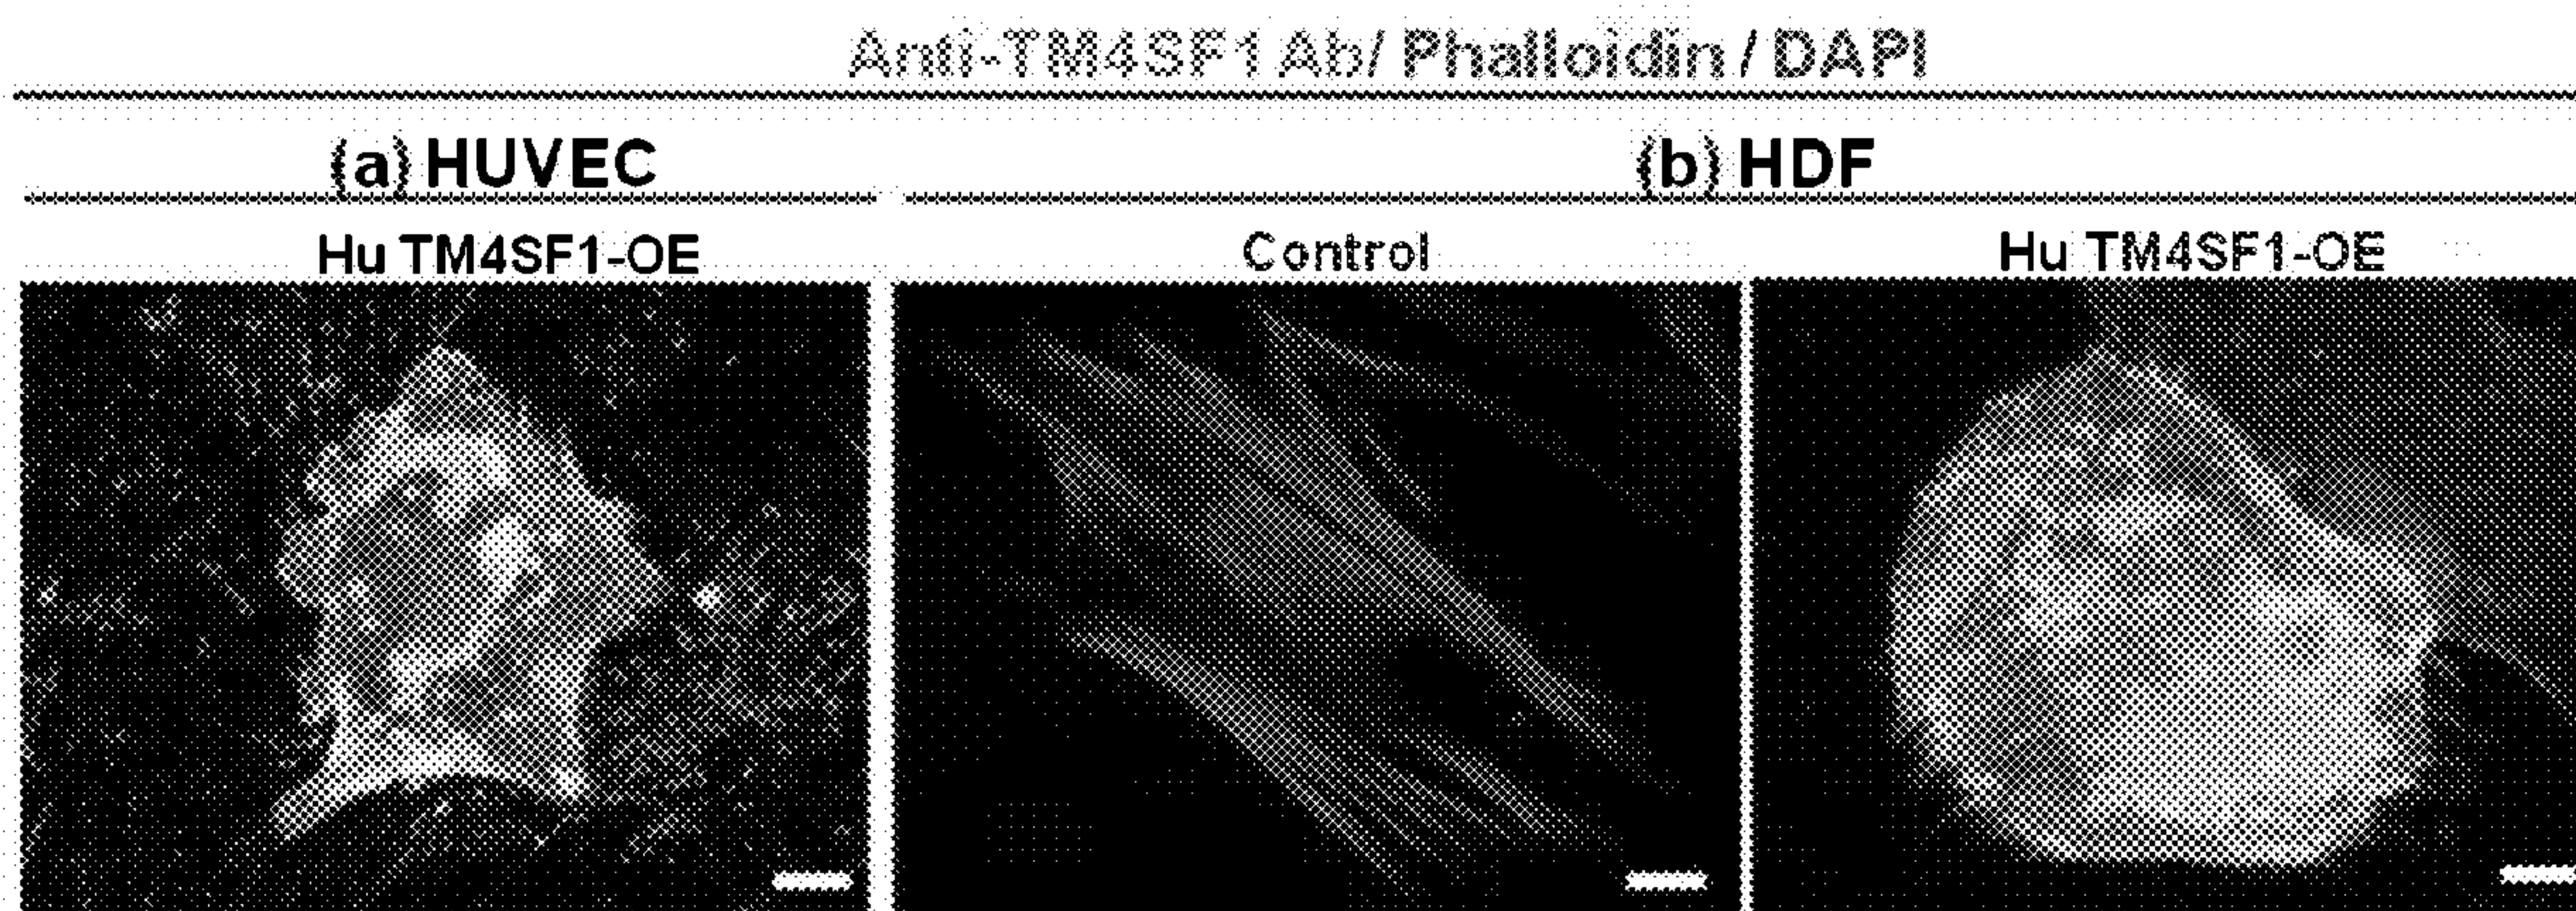 Anti-TM4SF1 Ab/ Phalloidin / DAPI
(a) HUVEC
(b) HDF
Hu TM4SF1-OE
Control
Hu TM4SF1-OE